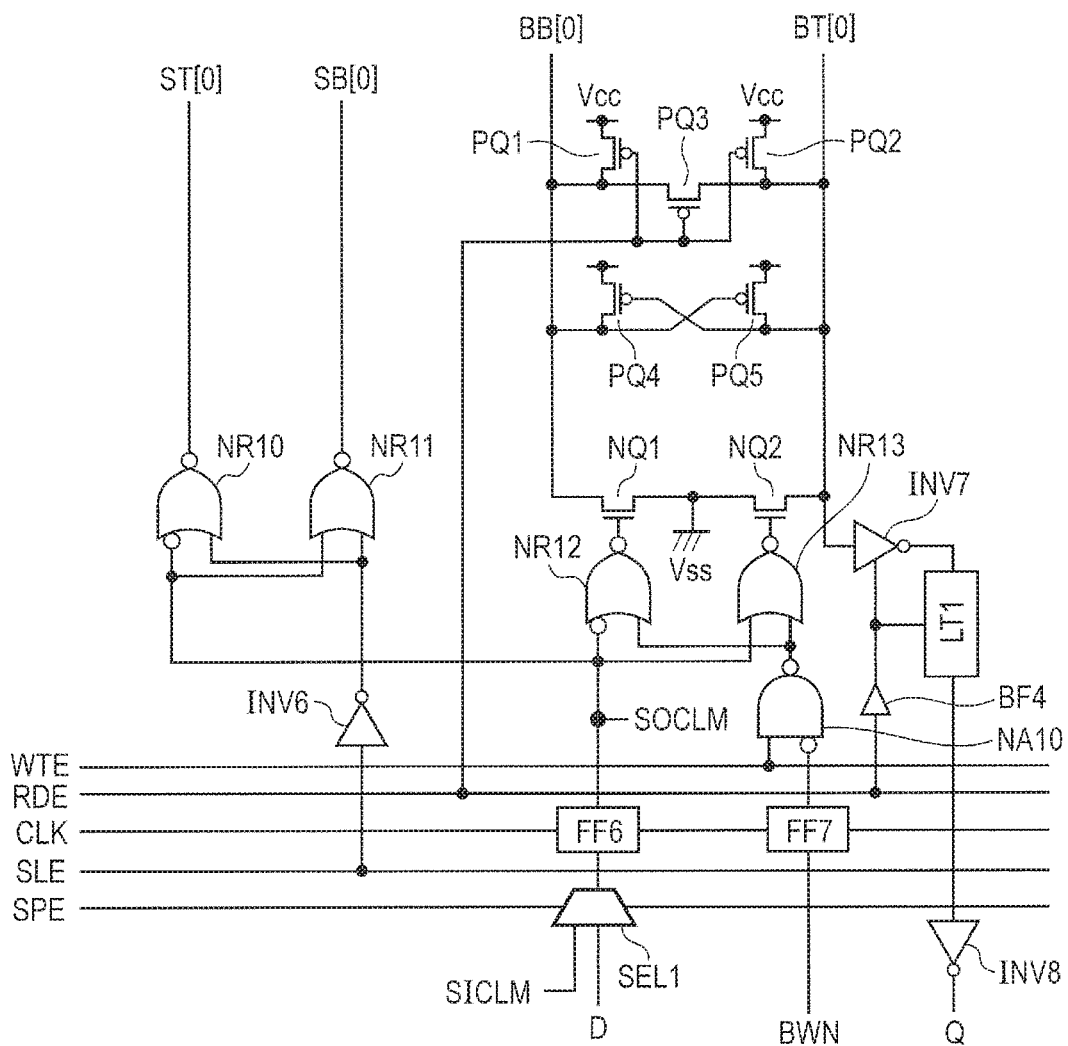 BB[0]
BT[0]
ST[0]
SB[0]
Vcc
Vcc
PQ3
PQ1
PQ2
PQ4
PQ5
NR10
NR11
NQ1
NQ2
NR13
INV7
NR12
Vss
LT1
INV6
SOCLM
BF4
NA10
WTE
RDE
CLK
FF6
FF7
SLE
SPE
SEL1
INV8
SICLM
D
BWN
Q